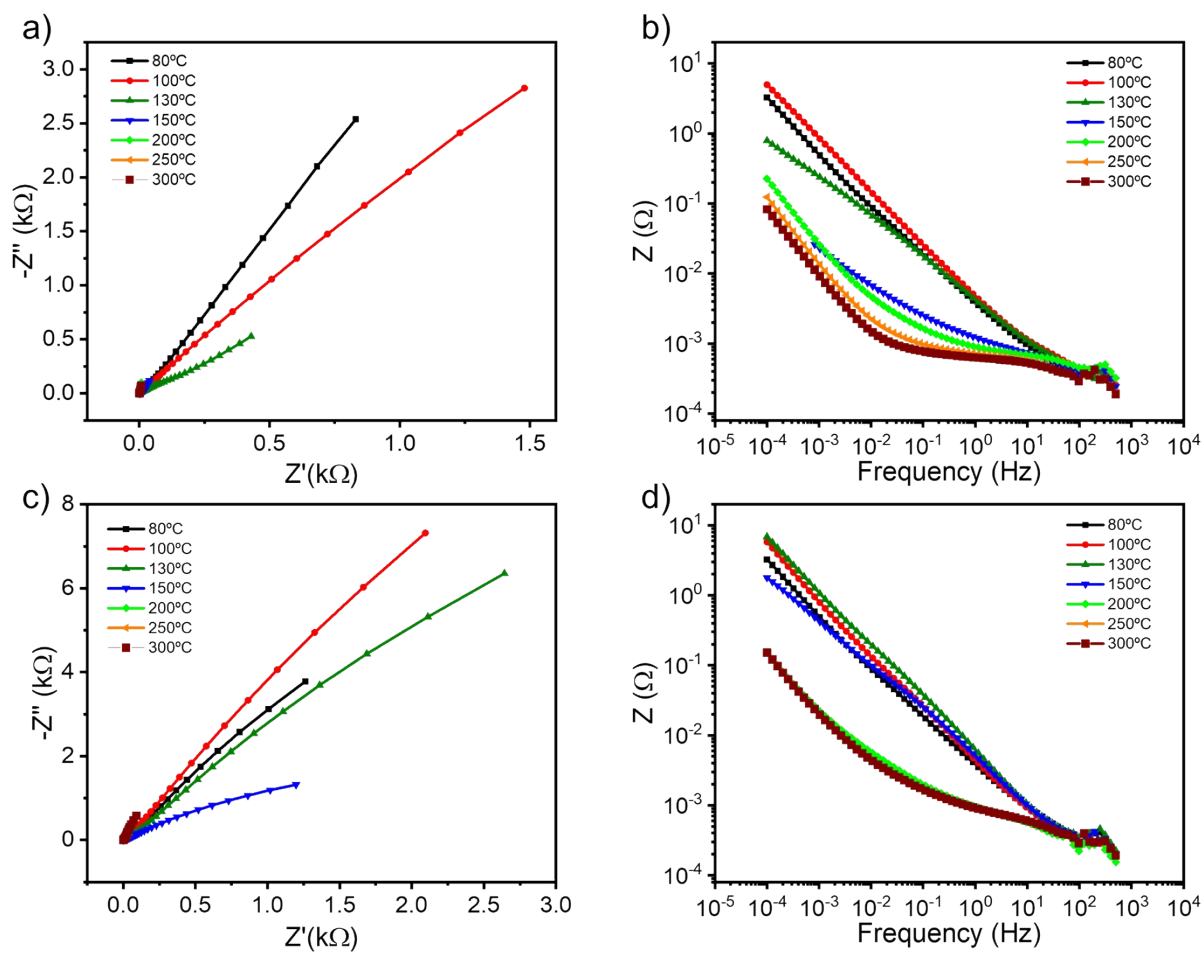 a)
80ºC
100ºC
130ºC
150ºC
200ºC
250ºC
300ºC
3.0
2.5
2.0
1.5
1.0
0.5
0.0
-Z'' (kΩ)
0.0 0.5 1.0 1.5
Z'(kΩ)
b)
80ºC
100ºC
130ºC
150ºC
200ºC
250ºC
300ºC
10¹
10⁰
10⁻¹
10⁻²
10⁻³
10⁻⁴
Z (Ω)
10⁻⁵ 10⁻⁴ 10⁻³ 10⁻² 10⁻¹ 10⁰ 10¹ 10² 10³ 10⁴
Frequency (Hz)
c)
80ºC
100ºC
130ºC
150ºC
200ºC
250ºC
300ºC
8
6
4
2
0
-Z'' (kΩ)
0.0 0.5 1.0 1.5 2.0 2.5 3.0
Z'(kΩ)
d)
80ºC
100ºC
130ºC
150ºC
200ºC
250ºC
300ºC
10¹
10⁰
10⁻¹
10⁻²
10⁻³
10⁻⁴
Z (Ω)
10⁻⁵ 10⁻⁴ 10⁻³ 10⁻² 10⁻¹ 10⁰ 10¹ 10² 10³ 10⁴
Frequency (Hz)